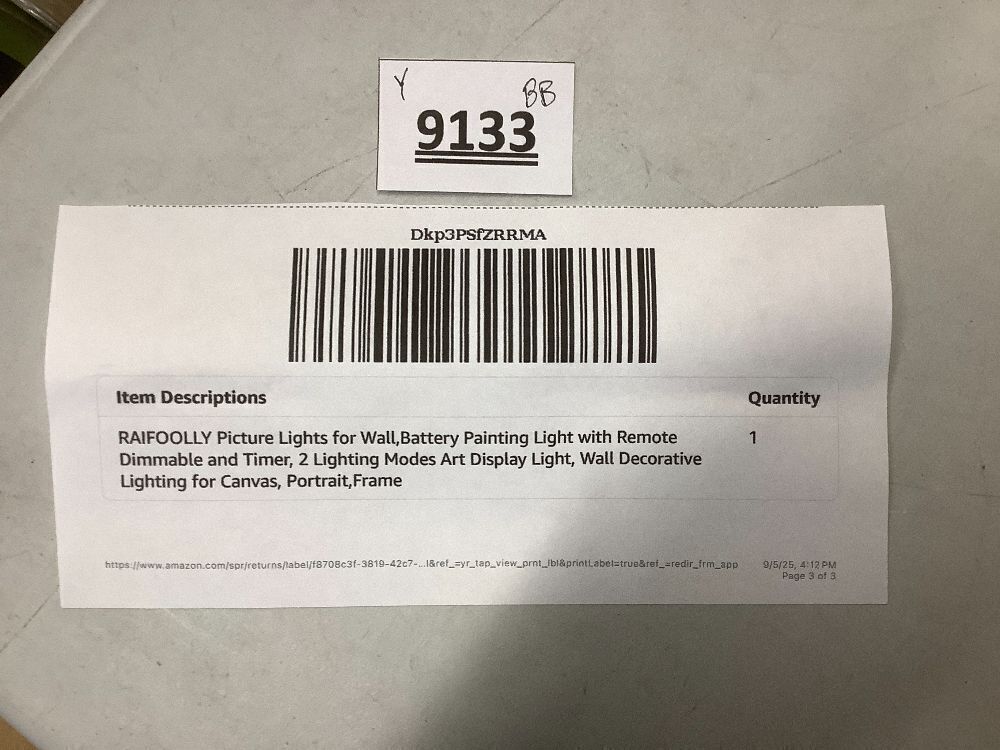 Y BB
9133
Dkp3PSfZRRMA
Item Descriptions Quantity
RAIFOOLLY Picture Lights for Wall,Battery Painting Light with Remote 1
Dimmable and Timer, 2 Lighting Modes Art Display Light, Wall Decorative
Lighting for Canvas, Portrait,Frame
https://www.amazon.com/spr/returns/label/f8708c3f-3819-42c7-...l&ref_=yr_tap_view_prnt_lbl&printLabel=true&ref_=redir_frm_app 9/5/25, 4:12 PM
Page 3 of 3